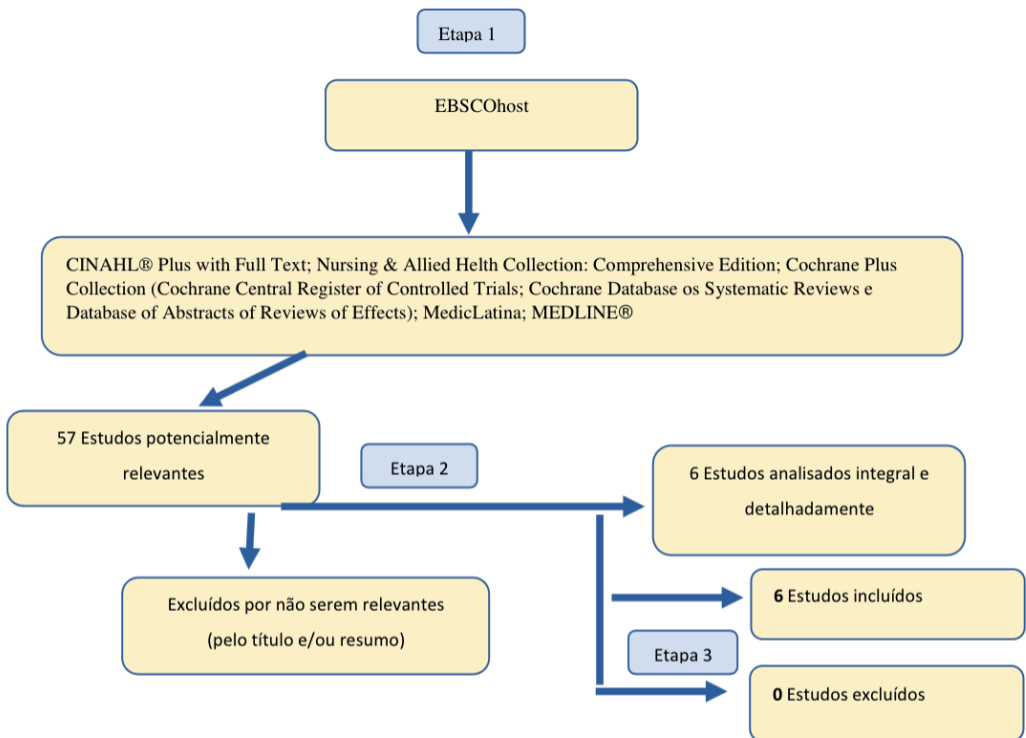 Etapa 1
EBSCOhost
CINAHL® Plus with Full Text; Nursing & Allied Helth Collection: Comprehensive Edition; Cochrane Plus
Collection (Cochrane Central Register of Controlled Trials; Cochrane Database os Systematic Reviews e
Database of Abstracts of Reviews of Effects); MedicLatina; MEDLINE®
57 Estudos potencialmente
relevantes
Etapa 2
6 Estudos analisados integral e
detalhadamente
Excluídos por não serem relevantes
(pelo título e/ou resumo)
6 Estudos incluídos
Etapa 3
0 Estudos excluídos